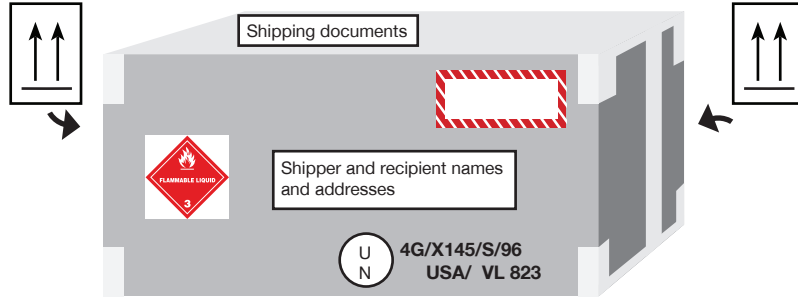 Shipping documents
FLAMMABLE LIQUID
3
Shipper and recipient names
and addresses
U
N
4G/X145/S/96
USA/ VL 823